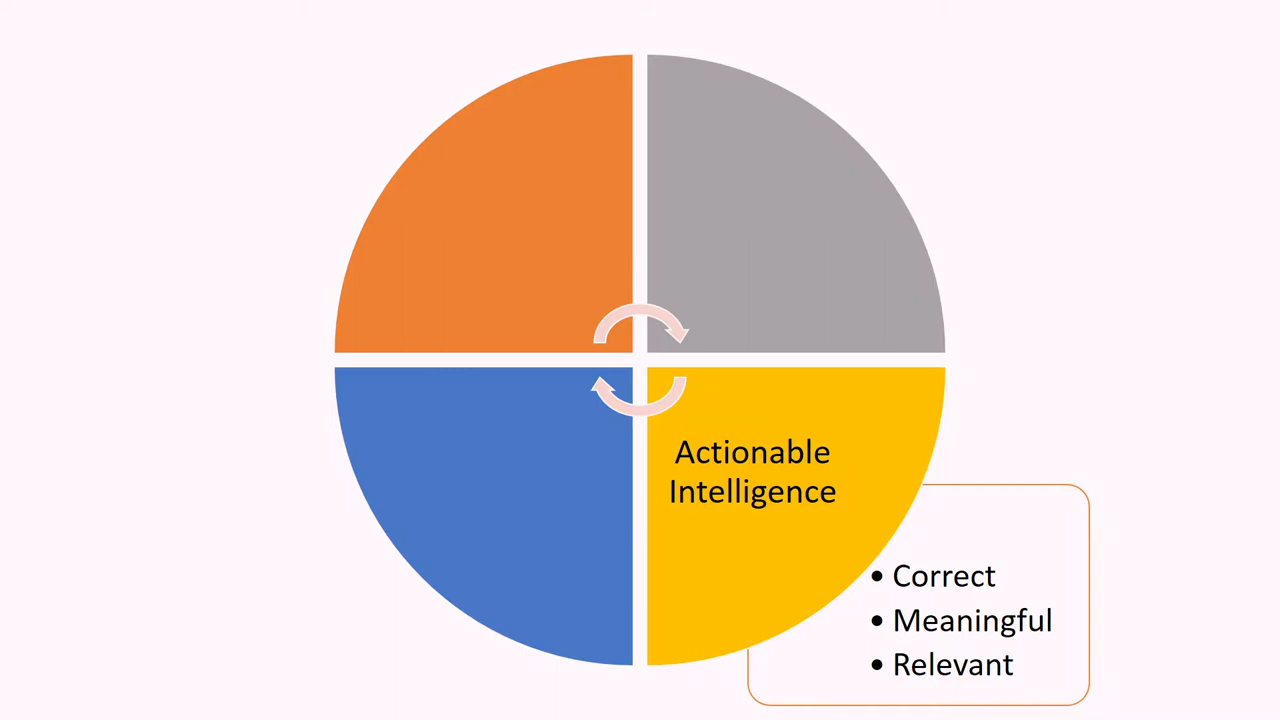 Actionable
Intelligence
• Correct
• Meaningful
• Relevant